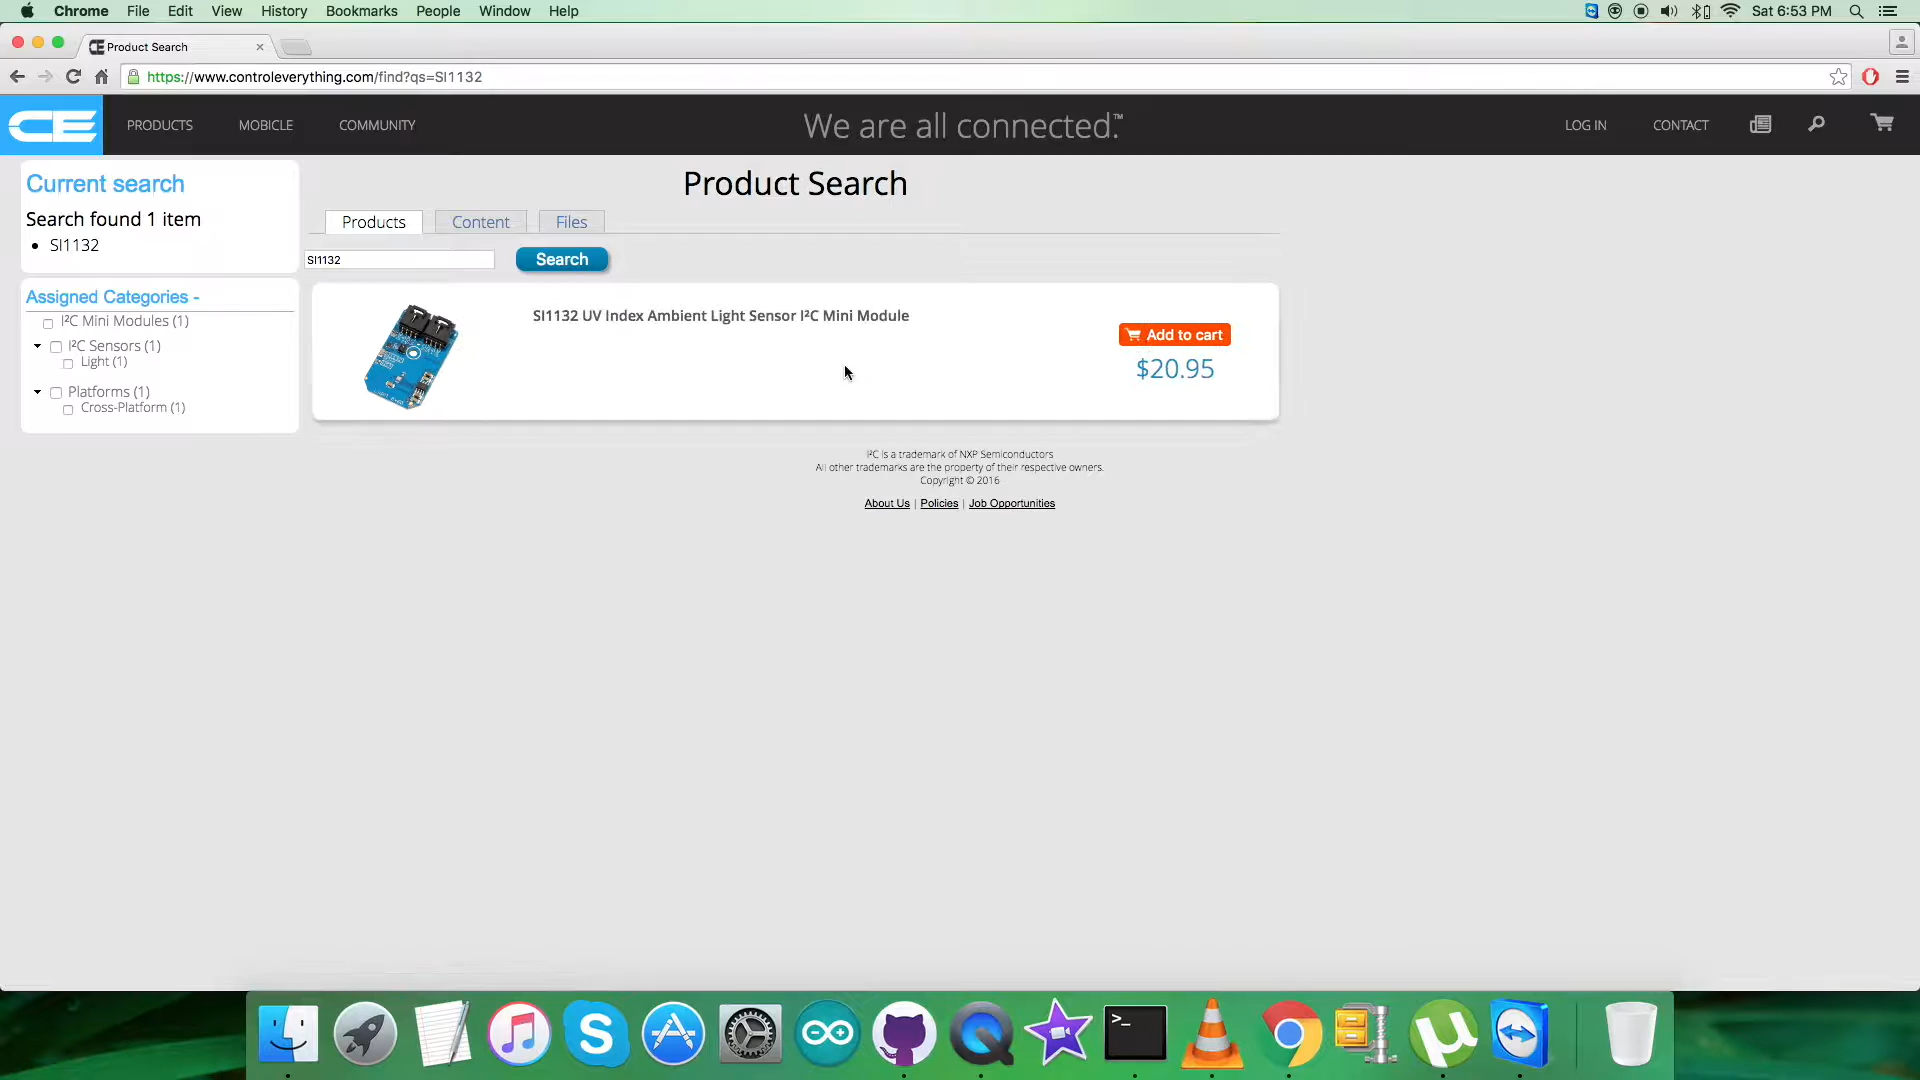 Chrome File Edit View History Bookmarks People Window Help Sat 6:53 PM
Product Search
https://www.controleverything.com/find?qs=SI1132
CE PRODUCTS MOBICLE COMMUNITY We are all connected.™ LOG IN CONTACT
Current search
Search found 1 item
SI1132
Assigned Categories -
I²C Mini Modules (1)
I²C Sensors (1)
Light (1)
Platforms (1)
Cross-Platform (1)
Product Search
Products Content Files
SI1132 Search
SI1132 UV Index Ambient Light Sensor I²C Mini Module
Add to cart
$20.95
I²C is a trademark of NXP Semiconductors
All other trademarks are the property of their respective owners.
Copyright © 2016
About Us | Policies | Job Opportunities